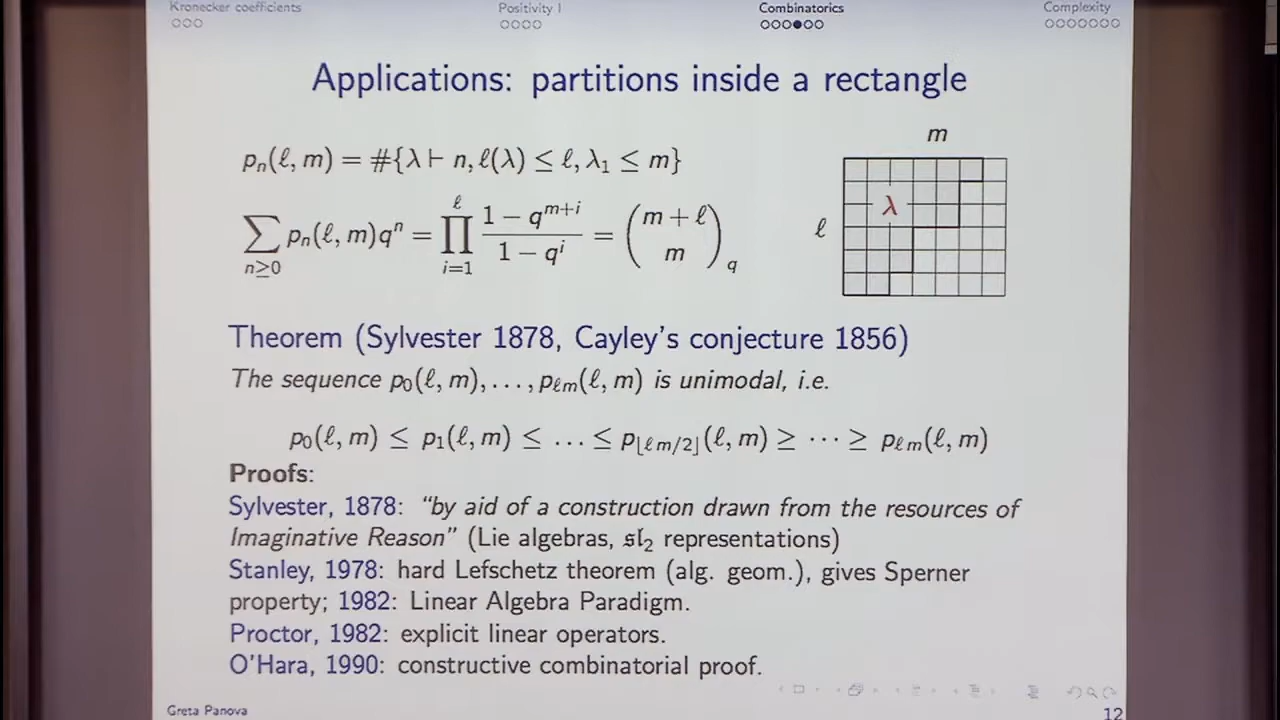 Kronecker coefficients Positivity I Combinatorics Complexity
Applications: partitions inside a rectangle
pₙ(ℓ, m) = #{λ ⊢ n, ℓ(λ) ≤ ℓ, λ₁ ≤ m}
∑_{n≥0} pₙ(ℓ, m)qⁿ = ∏_{i=1}^{ℓ} (1 − q^{m+i})/(1 − q^i) = (m + ℓ choose m)_q
m
λ
ℓ
Theorem (Sylvester 1878, Cayley's conjecture 1856)
The sequence p₀(ℓ, m), . . . , p_{ℓm}(ℓ, m) is unimodal, i.e.
p₀(ℓ, m) ≤ p₁(ℓ, m) ≤ . . . ≤ p_{⌊ℓm/2⌋}(ℓ, m) ≥ · · · ≥ p_{ℓm}(ℓ, m)
Proofs:
Sylvester, 1878: "by aid of a construction drawn from the resources of
Imaginative Reason" (Lie algebras, 𝔰𝔩₂ representations)
Stanley, 1978: hard Lefschetz theorem (alg. geom.), gives Sperner
property; 1982: Linear Algebra Paradigm.
Proctor, 1982: explicit linear operators.
O'Hara, 1990: constructive combinatorial proof.
Greta Panova 12